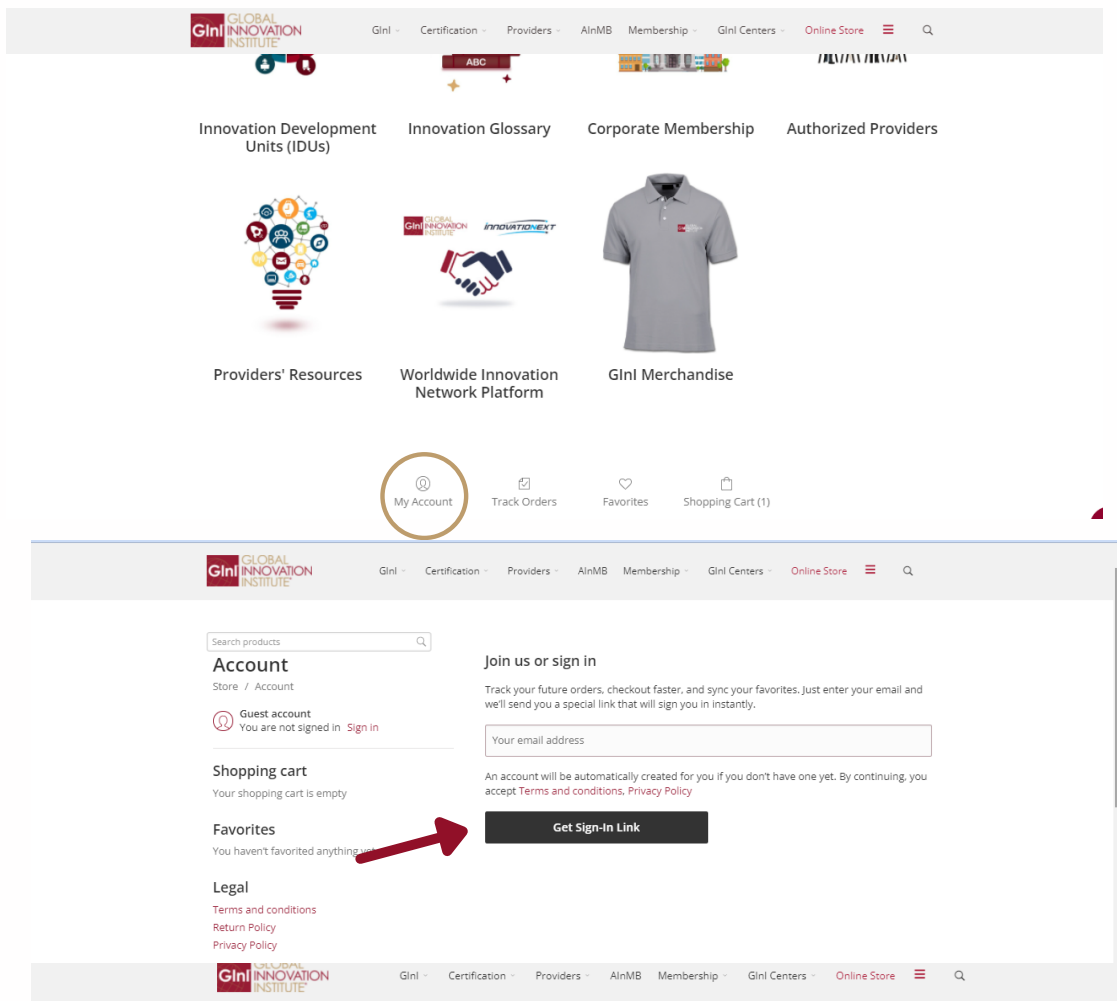 GInI GLOBAL INNOVATION INSTITUTE
GInI Certification Providers AInMB Membership GInI Centers Online Store
ABC
Innovation Development Units (IDUs)
Innovation Glossary
Corporate Membership
Authorized Providers
GInI GLOBAL INNOVATION INSTITUTE
INNOVATIONEXT
Providers' Resources
Worldwide Innovation Network Platform
GInI Merchandise
My Account
Track Orders
Favorites
Shopping Cart (1)
GInI GLOBAL INNOVATION INSTITUTE
GInI Certification Providers AInMB Membership GInI Centers Online Store
Search products
Account
Store / Account
Guest account
You are not signed in Sign in
Shopping cart
Your shopping cart is empty
Favorites
You haven't favorited anything yet
Legal
Terms and conditions
Return Policy
Privacy Policy
Join us or sign in
Track your future orders, checkout faster, and sync your favorites. Just enter your email and
we'll send you a special link that will sign you in instantly.
Your email address
An account will be automatically created for you if you don't have one yet. By continuing, you
accept Terms and conditions, Privacy Policy
Get Sign-In Link
GInI GLOBAL INNOVATION INSTITUTE
GInI Certification Providers AInMB Membership GInI Centers Online Store